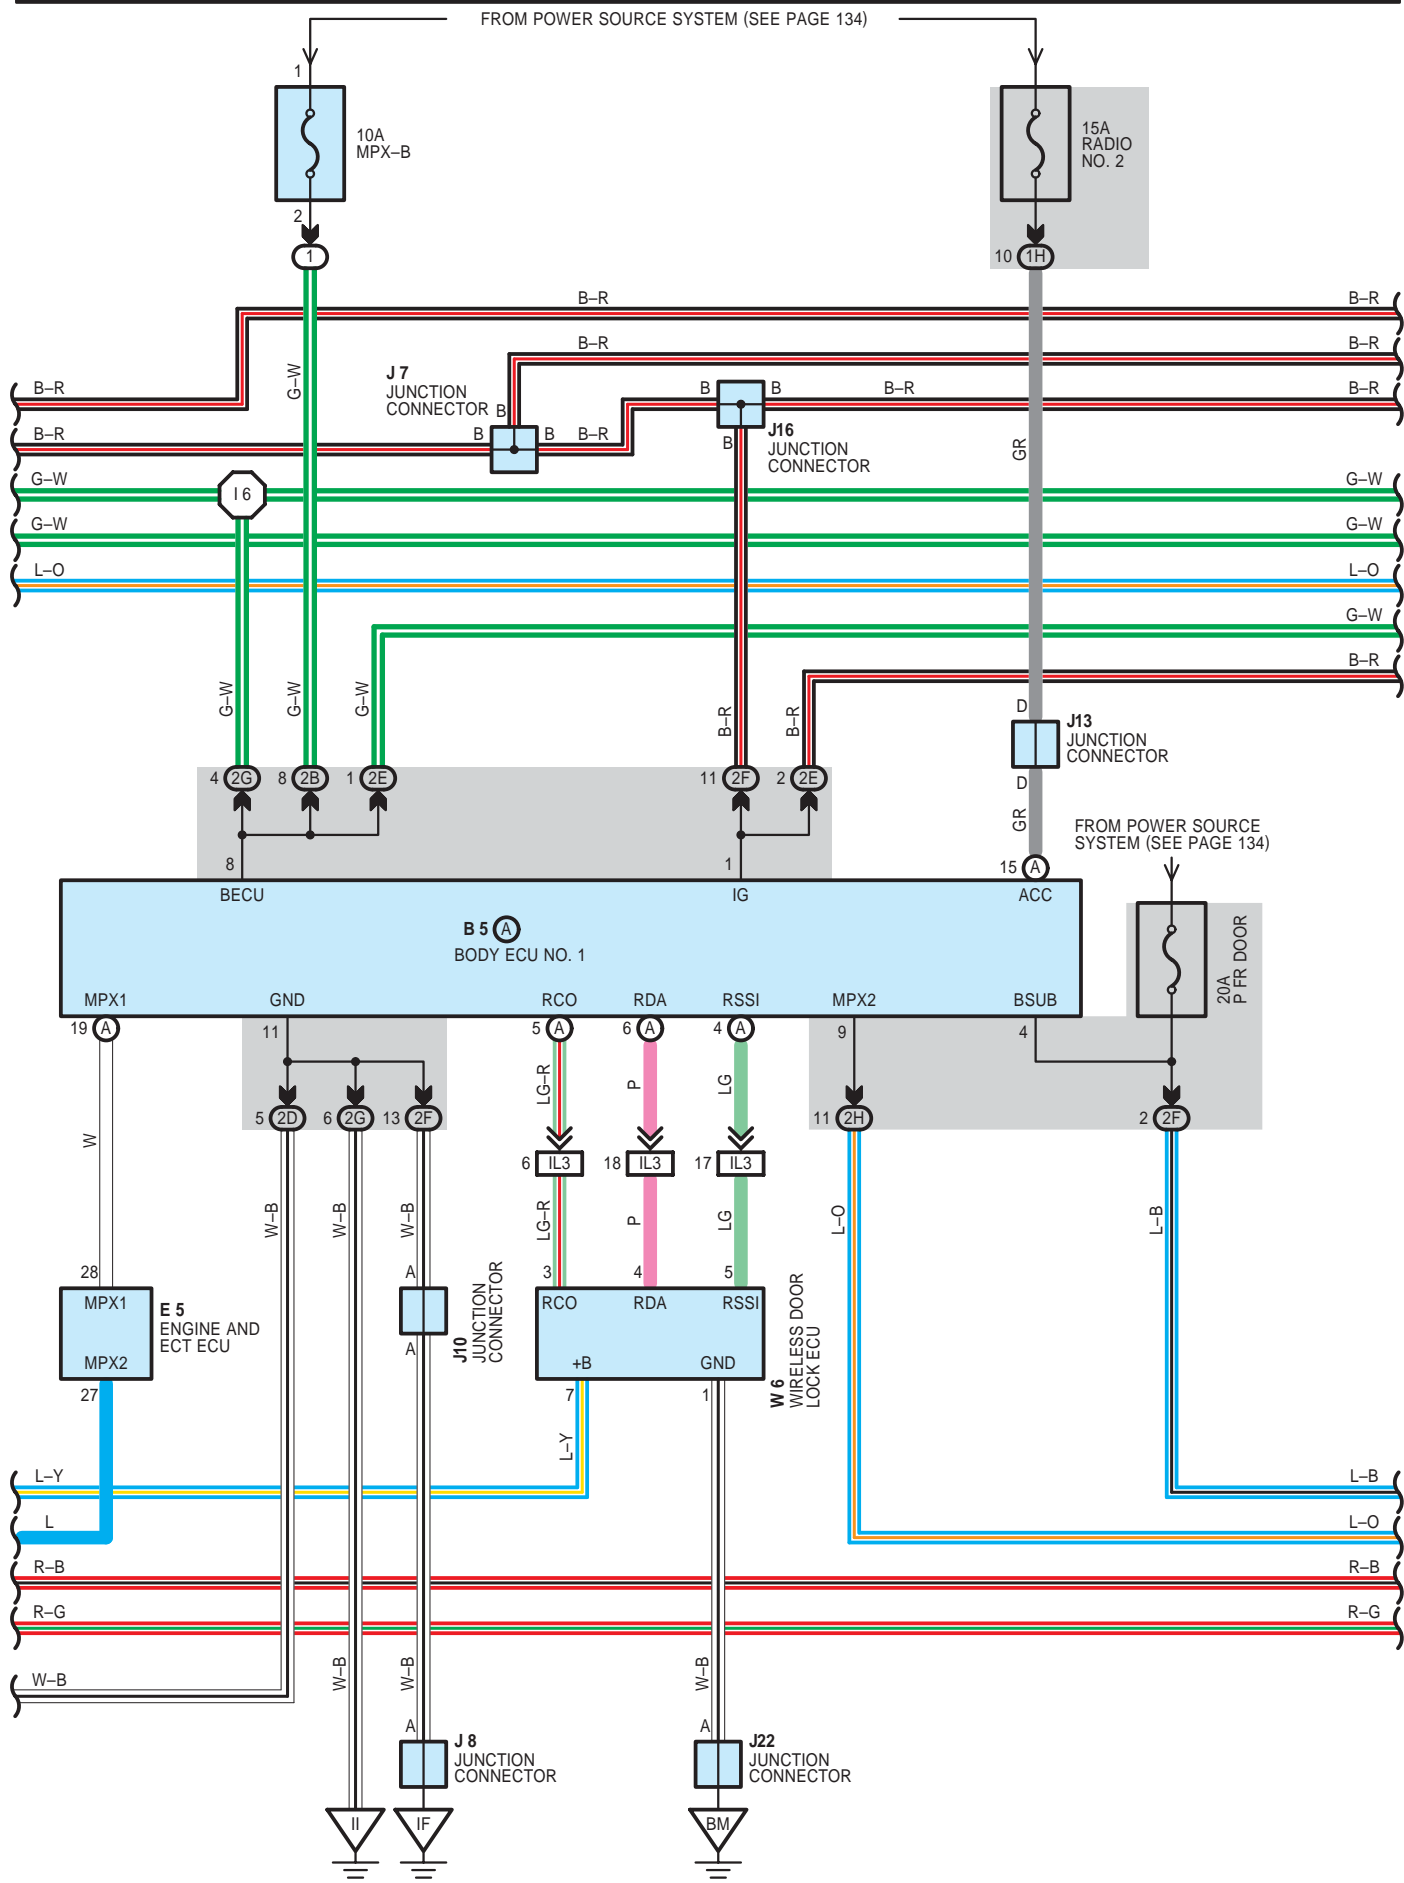 FROM POWER SOURCE SYSTEM (SEE PAGE 134)
1
10A
MPX–B
2
1
15A
RADIO
NO. 2
10 1H
B–R
B–R
B–R
B–R
G–W
J 7
JUNCTION
CONNECTOR
B
B–R
B
B
B–R
B–R
B–R
B
B
B–R
B
J16
JUNCTION
CONNECTOR
GR
G–W
I 6
G–W
G–W
G–W
L–O
L–O
G–W
B–R
G–W
G–W
G–W
B–R
B–R
D
J13
JUNCTION
CONNECTOR
D
GR
4 2G
8 2B
1 2E
11 2F
2 2E
FROM POWER SOURCE
SYSTEM (SEE PAGE 134)
8
1
15 A
BECU
IG
ACC
B 5 A
BODY ECU NO. 1
20A
P FR DOOR
MPX1
GND
RCO
RDA
RSSI
MPX2
BSUB
19 A
11
5 A
6 A
4 A
9
4
LG–R
P
LG
5 2D
6 2G
13 2F
11 2H
2 2F
W
6 IL3
18 IL3
17 IL3
W–B
W–B
W–B
LG–R
P
LG
L–O
L–B
28
A
3
4
5
MPX1
E 5
ENGINE AND
ECT ECU
MPX2
27
J10
JUNCTION
CONNECTOR
A
RCO
RDA
RSSI
+B
GND
W 6
WIRELESS DOOR
LOCK ECU
7
1
L–Y
L–Y
L–B
L
L–O
R–B
R–B
R–G
R–G
W–B
W–B
W–B
W–B
A
J 8
JUNCTION
CONNECTOR
A
J22
JUNCTION
CONNECTOR
II
IF
BM